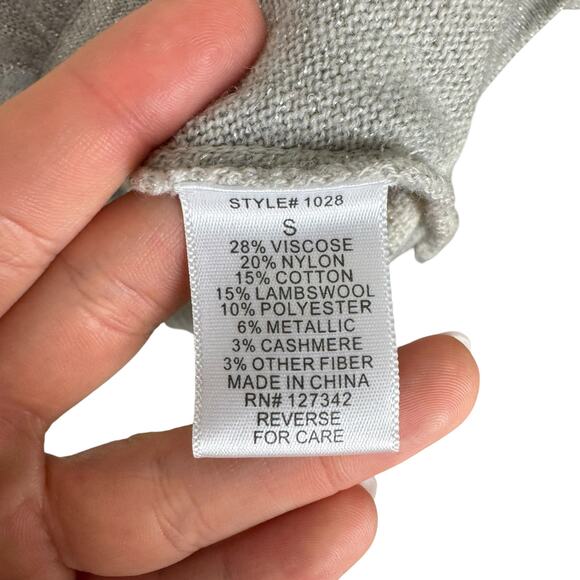 STYLE# 1028
S
28% VISCOSE
20% NYLON
15% COTTON
15% LAMBSWOOL
10% POLYESTER
6% METALLIC
3% CASHMERE
3% OTHER FIBER
MADE IN CHINA
RN# 127342
REVERSE
FOR CARE